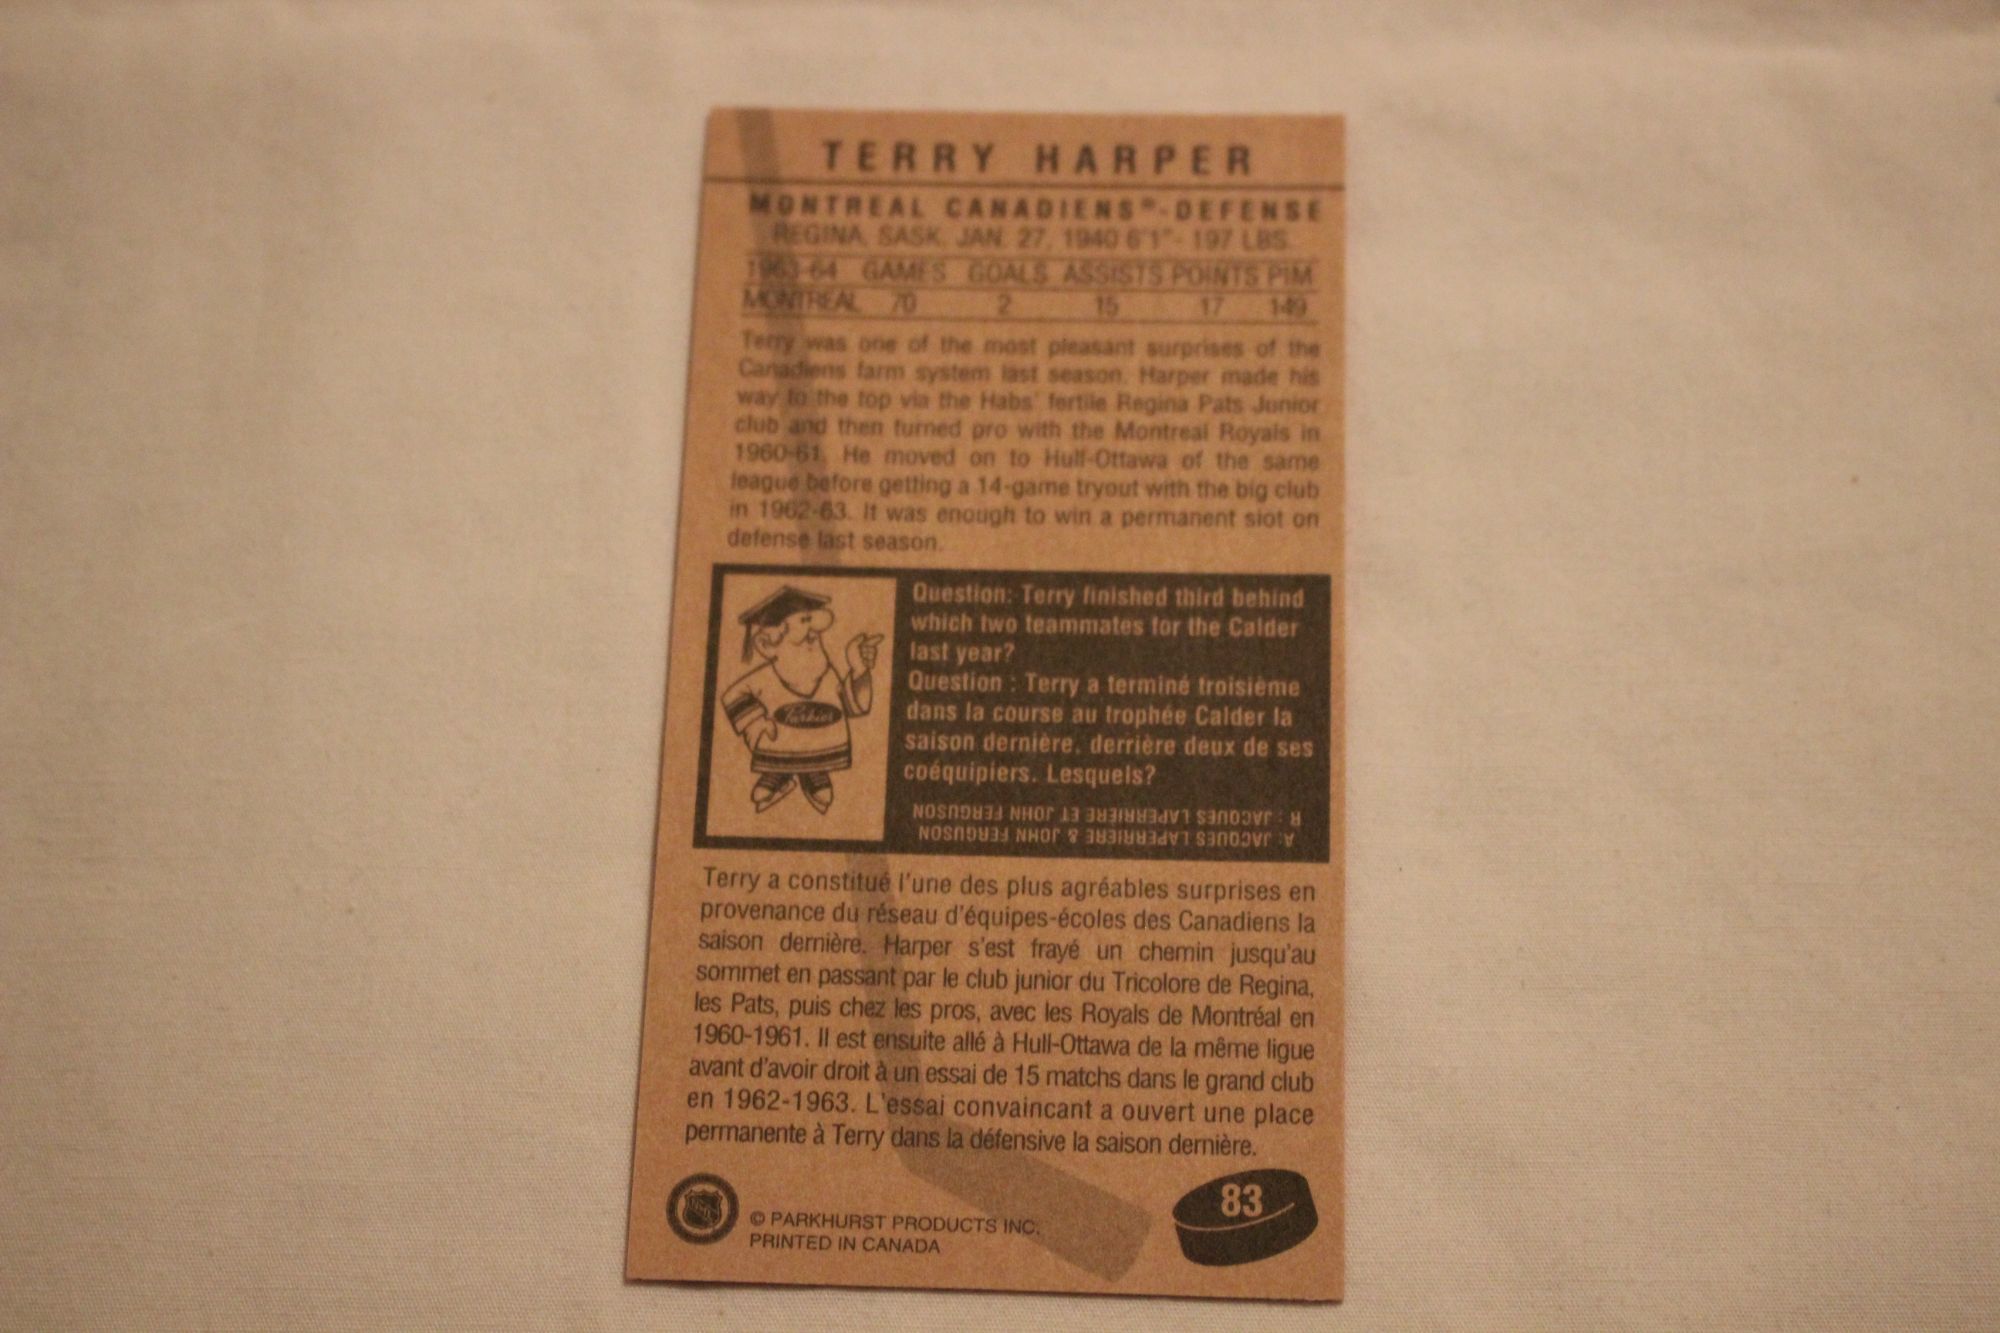 TERRY HARPER
MONTREAL CANADIENS®-DEFENSE
REGINA, SASK. JAN. 27, 1940 6'1"- 197 LBS.
1963-64 GAMES GOALS ASSISTS POINTS PIM
MONTREAL 70 2 15 17 149
Terry was one of the most pleasant surprises of the
Canadiens farm system last season. Harper made his
way to the top via the Habs' fertile Regina Pats Junior
club and then turned pro with the Montreal Royals in
1960-61. He moved on to Hull-Ottawa of the same
league before getting a 14-game tryout with the big club
in 1962-63. It was enough to win a permanent slot on
defense last season.
Question: Terry finished third behind
which two teammates for the Calder
last year?
Question : Terry a terminé troisième
dans la course au trophée Calder la
saison dernière, derrière deux de ses
coéquipiers. Lesquels?
A: JACQUES LAPERRIERE & JOHN FERGUSON
R : JACQUES LAPERRIERE ET JOHN FERGUSON
Parkies
Terry a constitué l'une des plus agréables surprises en
provenance du réseau d'équipes-écoles des Canadiens la
saison dernière. Harper s'est frayé un chemin jusqu'au
sommet en passant par le club junior du Tricolore de Regina,
les Pats, puis chez les pros, avec les Royals de Montréal en
1960-1961. Il est ensuite allé à Hull-Ottawa de la même ligue
avant d'avoir droit à un essai de 15 matchs dans le grand club
en 1962-1963. L'essai convaincant a ouvert une place
permanente à Terry dans la défensive la saison dernière.
NHL
© PARKHURST PRODUCTS INC.
PRINTED IN CANADA
83